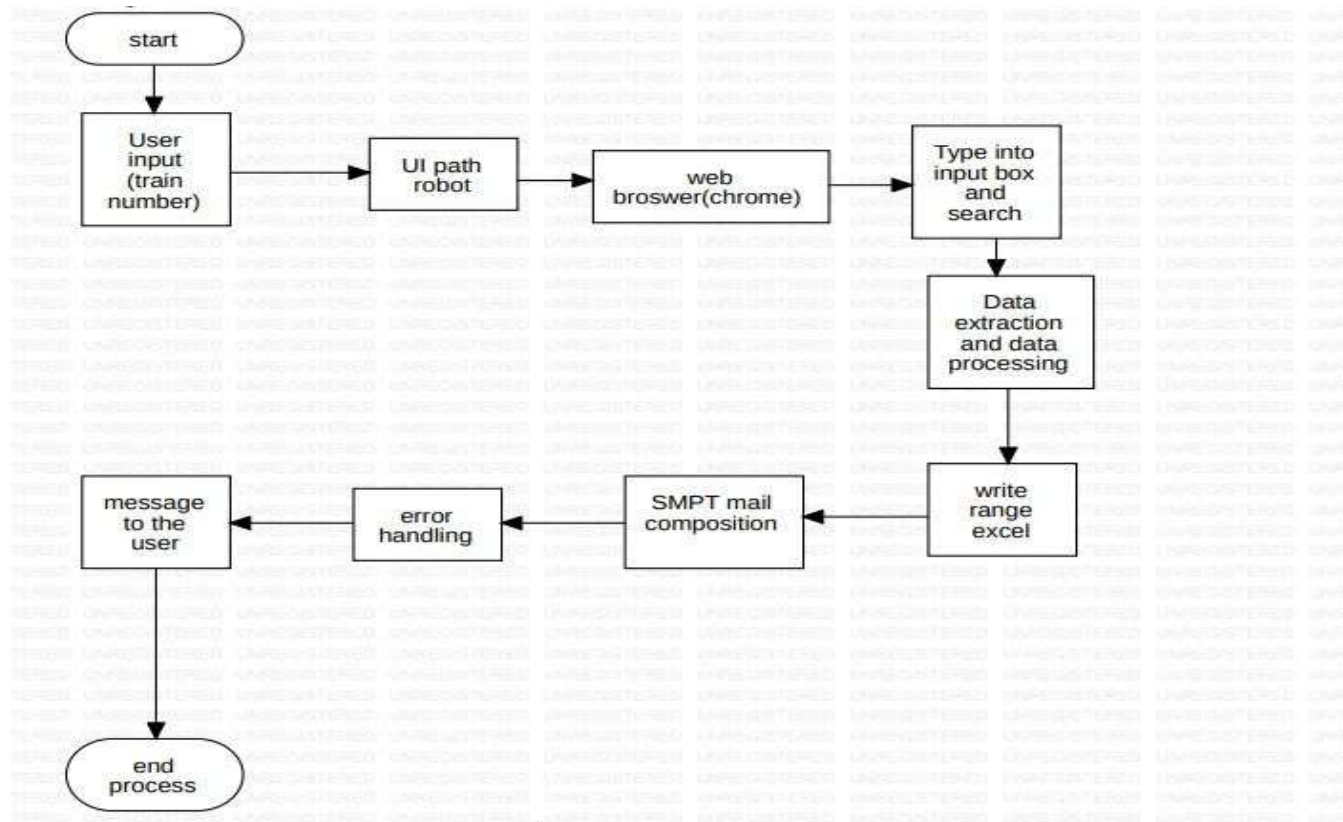 start
User
input
(train
number)
UI path
robot
web
broswer(chrome)
Type into
input box
and
search
Data
extraction
and data
processing
write
range
excel
SMPT mail
composition
error
handling
message
to the
user
end
process